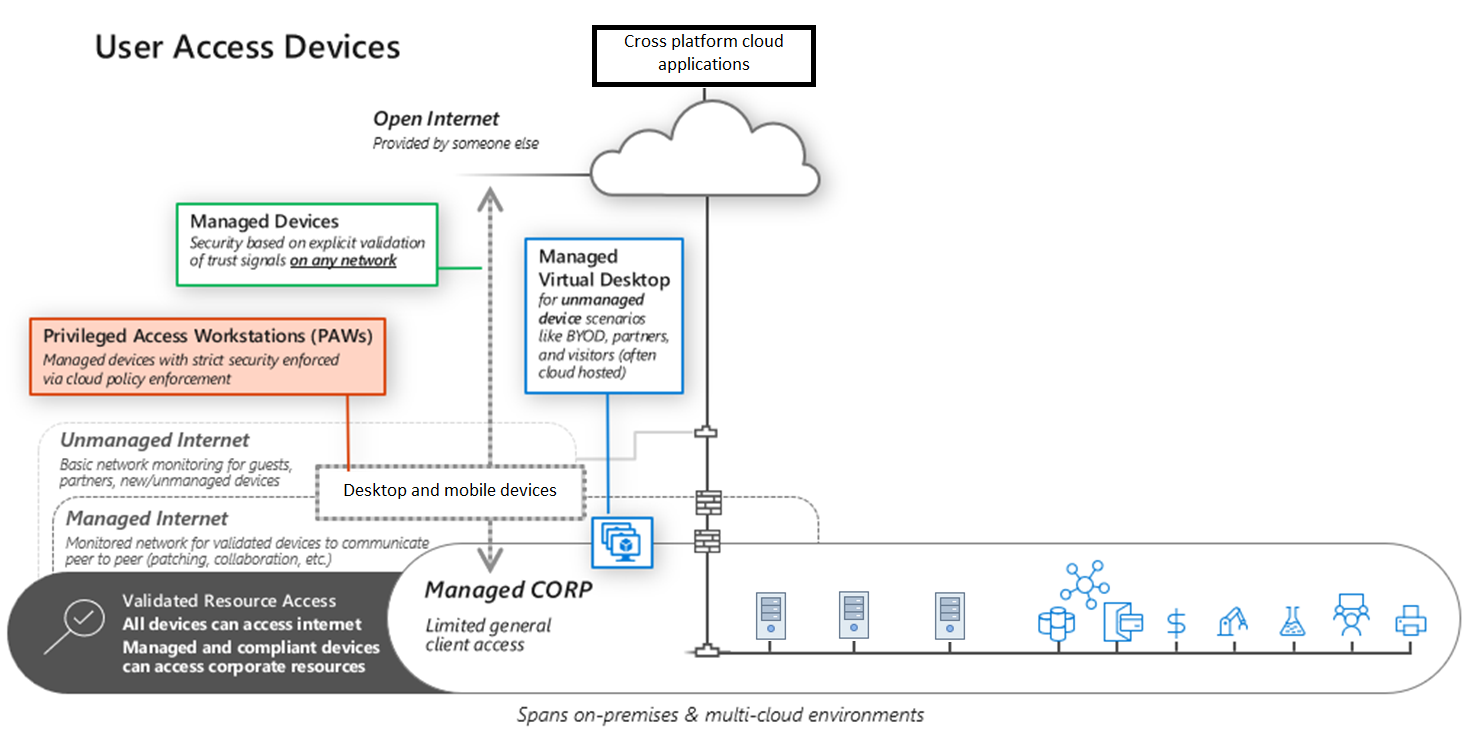 User Access Devices
Cross platform cloud
applications
Open Internet
Provided by someone else
Managed Devices
Security based on explicit validation
of trust signals on any network
Managed
Virtual Desktop
for unmanaged
device scenarios
like BYOD, partners,
and visitors (often
cloud hosted)
Privileged Access Workstations (PAWs)
Managed devices with strict security enforced
via cloud policy enforcement
Unmanaged Internet
Basic network monitoring for guests,
partners, new/unmanaged devices
Desktop and mobile devices
Managed Internet
Monitored network for validated devices to communicate
peer to peer (patching, collaboration, etc.)
Validated Resource Access
All devices can access internet
Managed and compliant devices
can access corporate resources
Managed CORP
Limited general
client access
$
Spans on-premises & multi-cloud environments